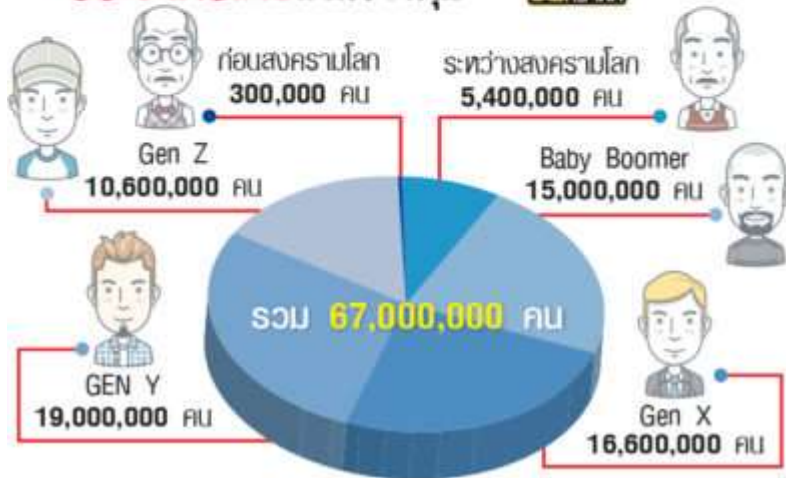 ก่อนสงครามโลก
300,000 คน
ระหว่างสงครามโลก
5,400,000 คน
Gen Z
10,600,000 คน
Baby Boomer
15,000,000 คน
รวม 67,000,000 คน
GEN Y
19,000,000 คน
Gen X
16,600,000 คน